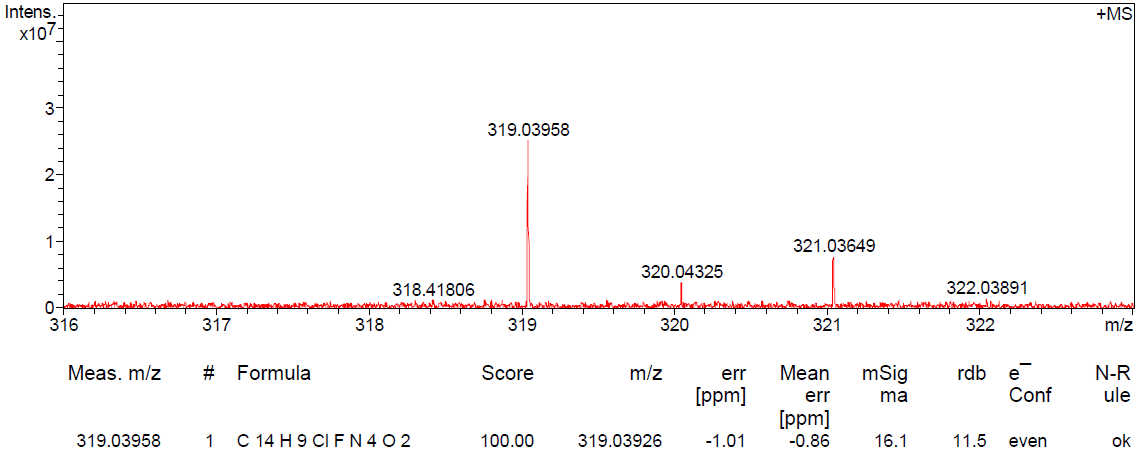 Intens.
x10⁷
+MS
3
2
1
0
319.03958
318.41806
320.04325
321.03649
322.03891
316 317 318 319 320 321 322 m/z
Meas. m/z # Formula Score m/z err [ppm] Mean err [ppm] mSig ma rdb e⁻ Conf N-R ule
319.03958 1 C 14 H 9 Cl F N 4 O 2 100.00 319.03926 -1.01 -0.86 16.1 11.5 even ok